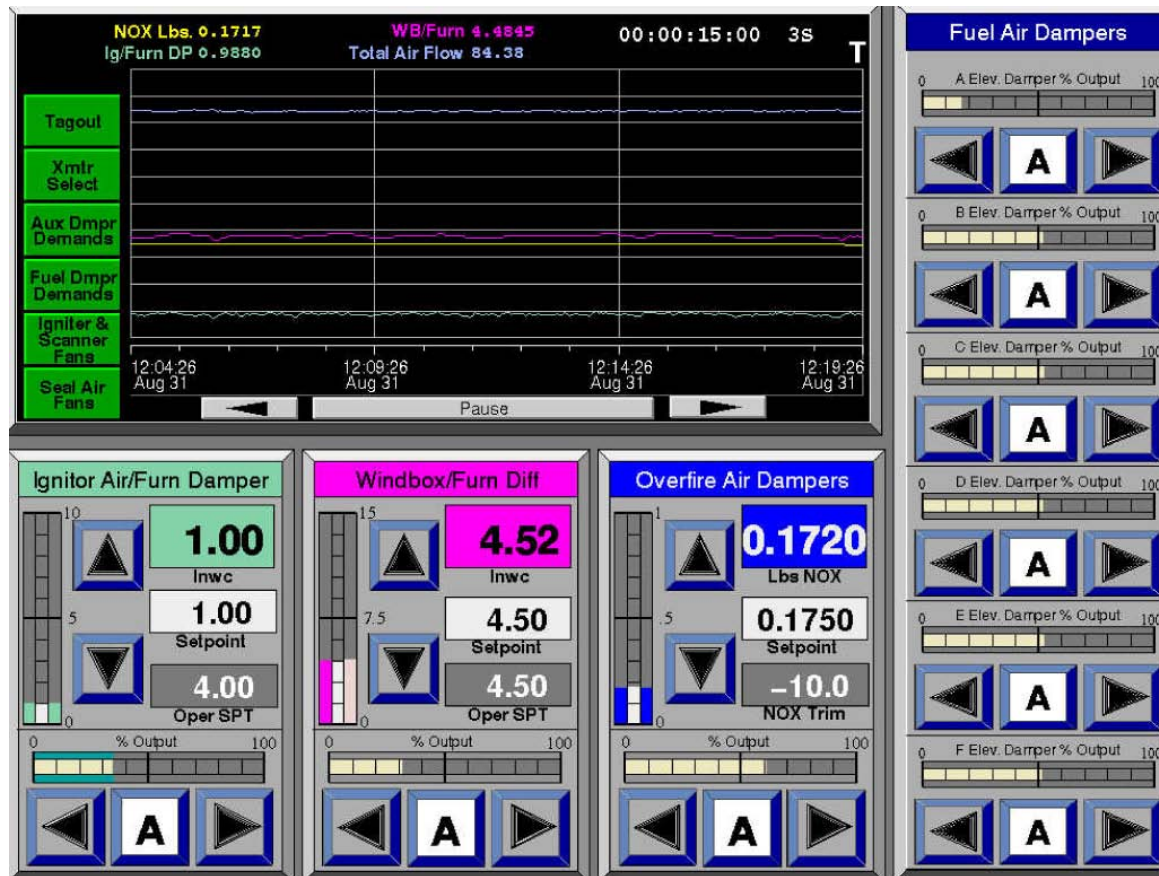 NOX Lbs. 0.1717
WB/Furn 4.4845
00:00:15:00 3S
Ig/Furn DP 0.9880
Total Air Flow 84.38
T
Tagout
Xmtr
Select
Aux Dmpr
Demands
Fuel Dmpr
Demands
Igniter &
Scanner
Fans
Seal Air
Fans
12:04:26
Aug 31
12:09:26
Aug 31
12:14:26
Aug 31
12:19:26
Aug 31
Pause
Ignitor Air/Furn Damper
10
5
0
1.00
Inwc
1.00
Setpoint
4.00
Oper SPT
0 % Output 100
A
Windbox/Furn Diff
15
7.5
0
4.52
Inwc
4.50
Setpoint
4.50
Oper SPT
0 % Output 100
A
Overfire Air Dampers
1
.5
0
0.1720
Lbs NOX
0.1750
Setpoint
-10.0
NOX Trim
0 % Output 100
A
Fuel Air Dampers
0 A Elev. Damper % Output 100
A
0 B Elev. Damper % Output 100
A
0 C Elev. Damper % Output 100
A
0 D Elev. Damper % Output 100
A
0 E Elev. Damper % Output 100
A
0 F Elev. Damper % Output 100
A